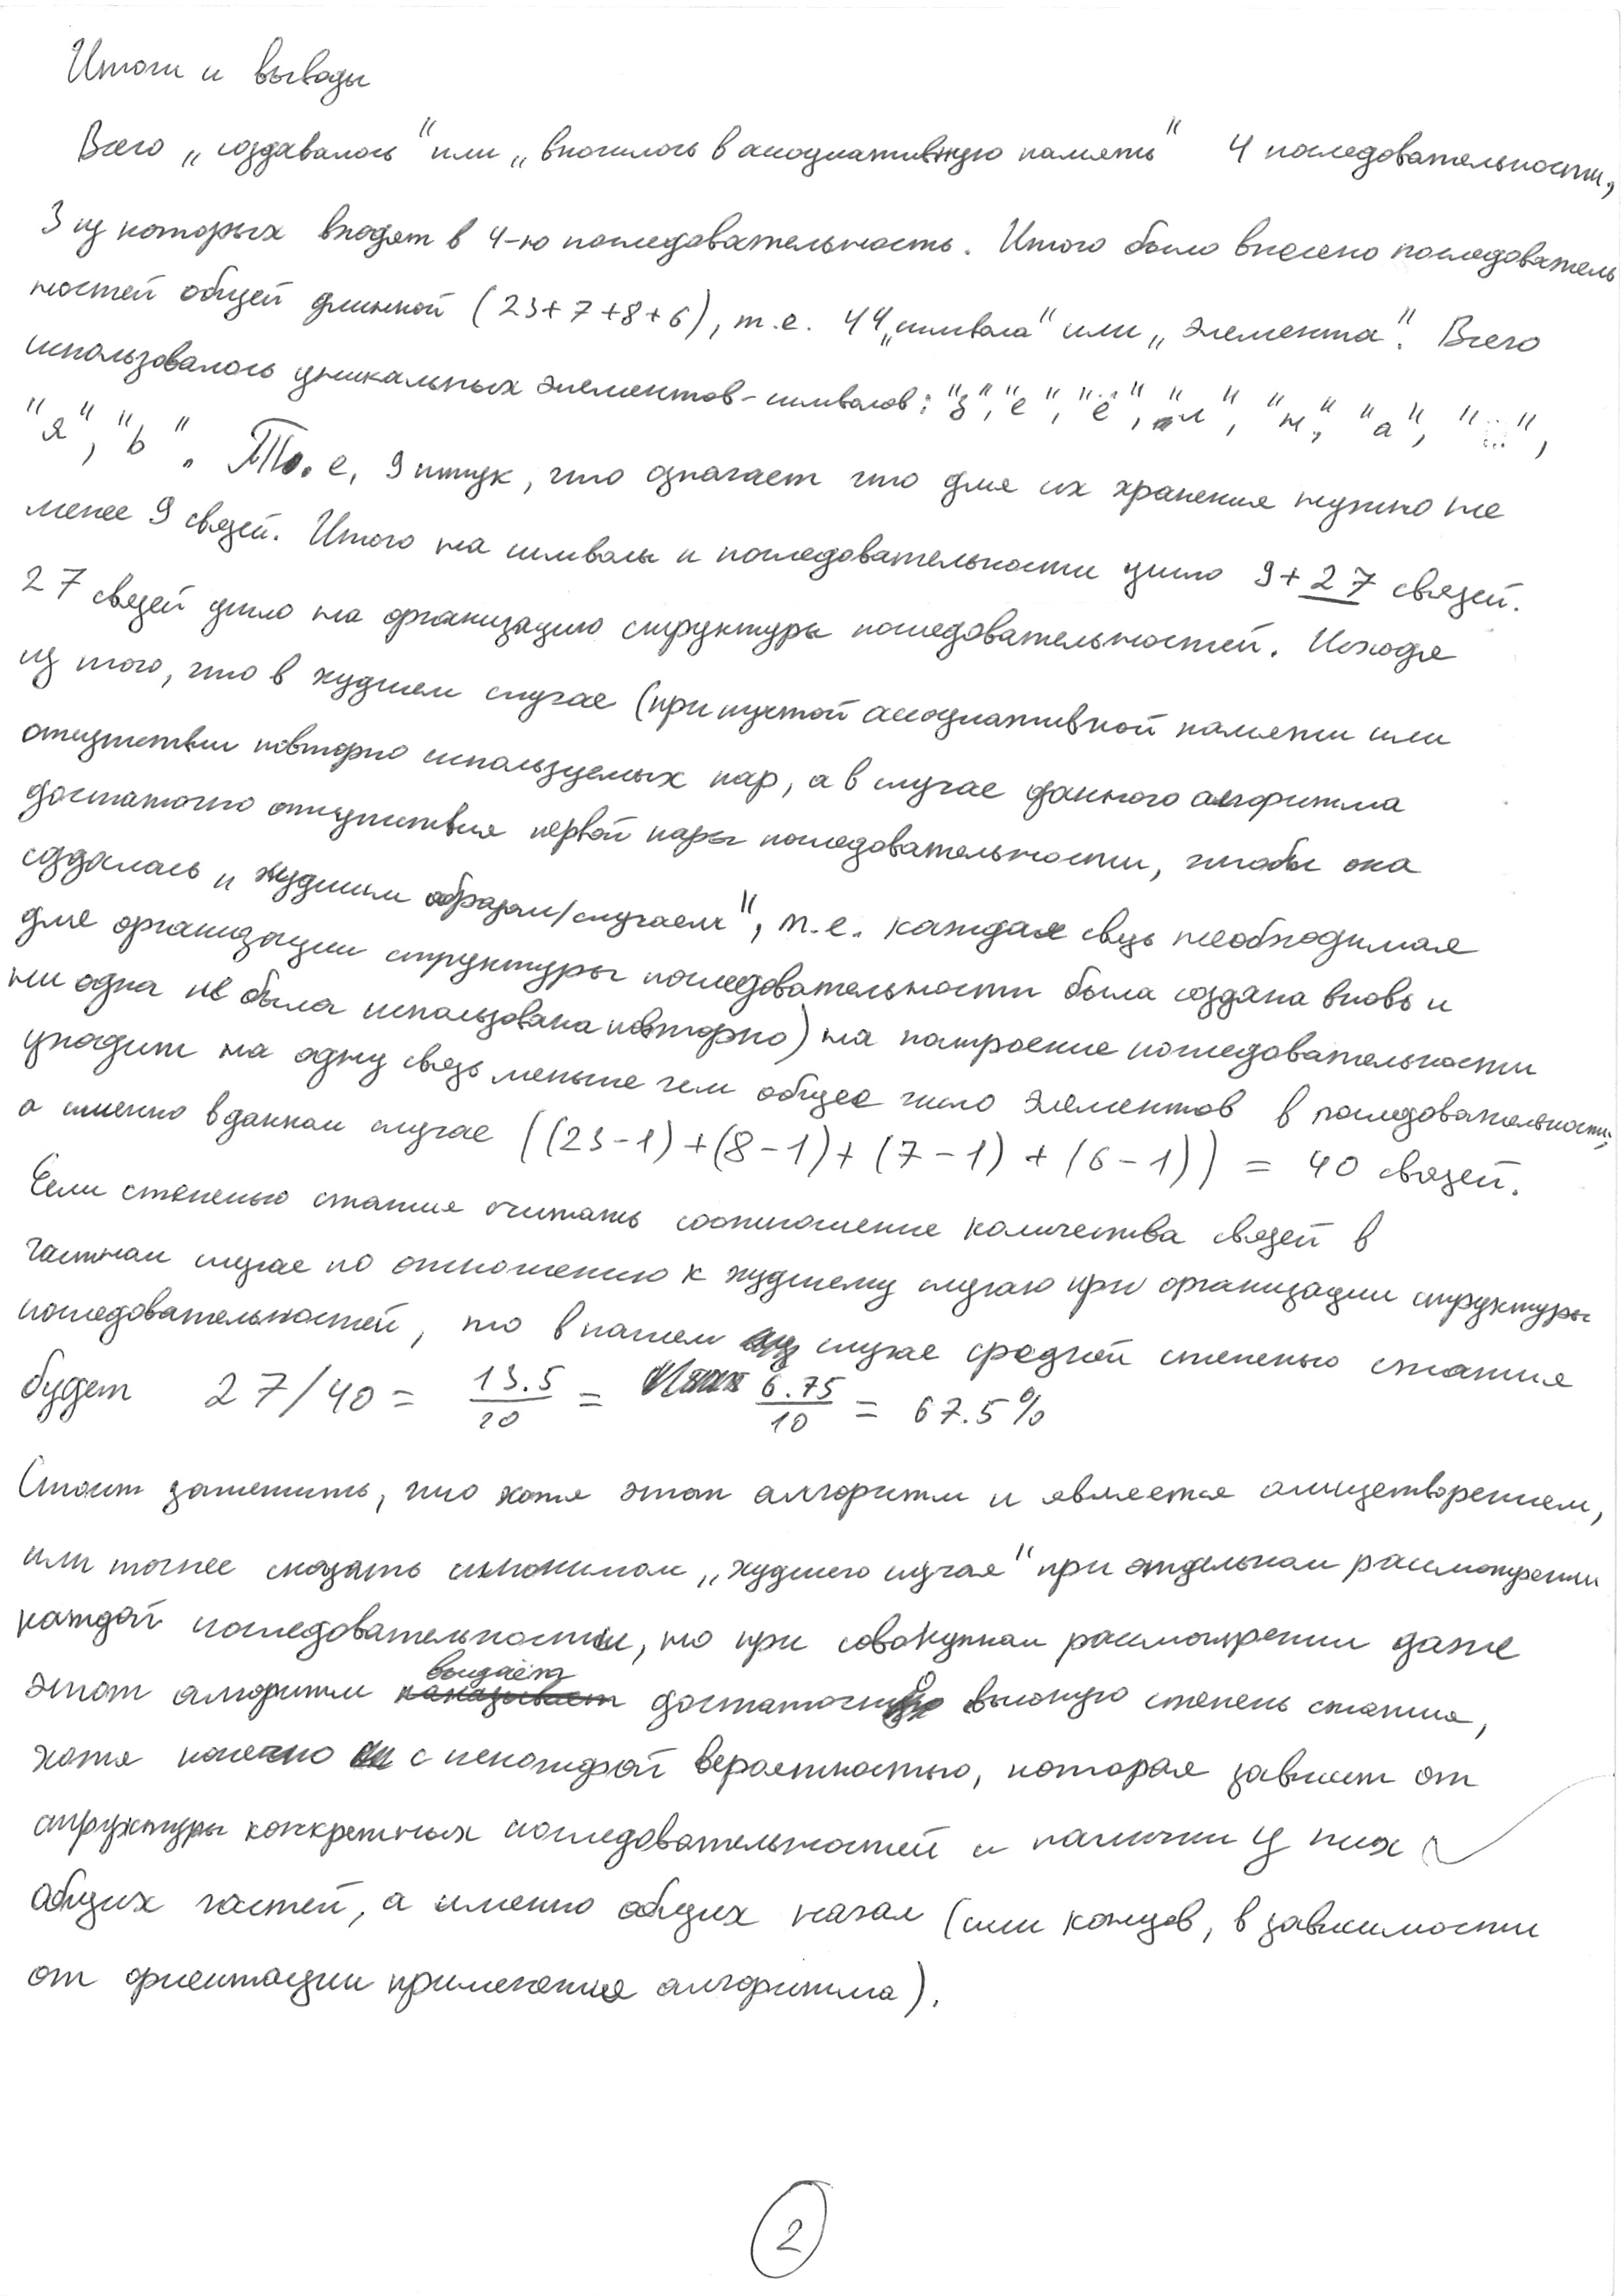 Итоги и выводы
Всего „создавалось" или „вносилось в ассоциативную память" 4 последовательности,
3 из которых входят в 4-ю последовательность. Итого было внесено последователь
ностей общей длинной (23+7+8+6), т.е. 44 „символа" или „элемента". Всего
использовалось уникальных элементов-символов: "з", "е", "ё", "л", "м", "а", " ",
"я", "ь". То.е. 9 штук, что означает что для их хранения нужно не
менее 9 связей. Итого на символы и последовательности ушло 9+27 связей.
27 связей ушло на организацию структуры последовательностей. Исходя
из того, что в худшем случае (при пустой ассоциативной памяти или
отсутствии повторно используемых пар, а в случае данного алгоритма
достаточно отсутствия первой пары последовательности, чтобы она
создалась „худшим образом/случаем", т.е. каждая связь необходимая
для организации структуры последовательности была создана вновь и
ни одна не была использована повторно) на построение последовательности
уходит на одну связь меньше чем общее число элементов в последовательности,
а именно в данном случае ((23-1)+(8-1)+(7-1)+(6-1)) = 40 связей.
Если степенью сжатия считать соотношение количества связей в
частном случае по отношению к худшему случаю при организации структуры
последовательностей, то в нашем случае средней степенью сжатия
будет 27/40 = 13.5/20 = 6.75/10 = 67.5%
Стоит заметить, что хотя этот алгоритм и является олицетворением,
или точнее сказать синонимом „худшего случая" при отдельном рассмотрении
каждой последовательности, но при совокупном рассмотрении даже
этот алгоритм выдаёт достаточно высокую степень сжатия,
хотя конечно с некоторой вероятностью, которая зависит от
структуры конкретных последовательностей и наличии у них
общих частей, а именно общих начал (или концов, в зависимости
от ориентации применения алгоритма).
2